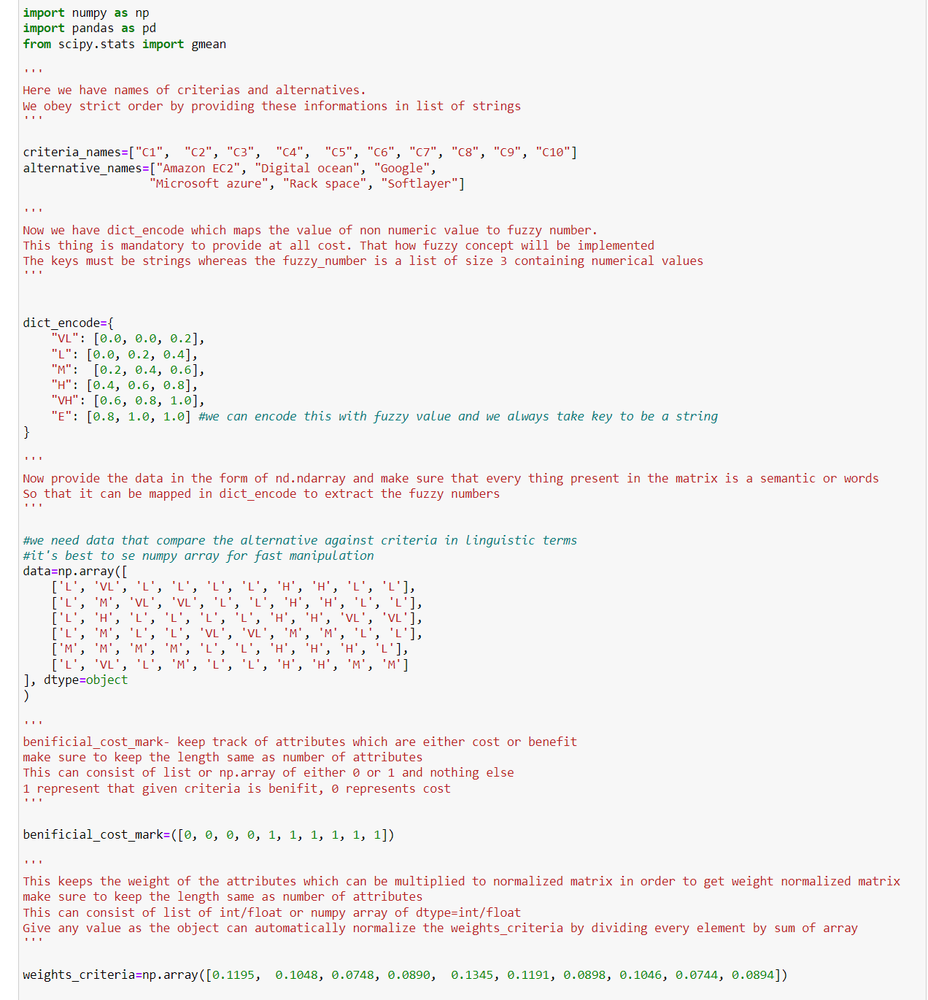 import numpy as np
import pandas as pd
from scipy.stats import gmean
'''
Here we have names of criterias and alternatives.
We obey strict order by providing these informations in list of strings
'''
criteria_names=["C1",  "C2", "C3",  "C4",  "C5", "C6", "C7", "C8", "C9", "C10"]
alternative_names=["Amazon EC2", "Digital ocean", "Google",
                  "Microsoft azure", "Rack space", "Softlayer"]
'''
Now we have dict_encode which maps the value of non numeric value to fuzzy number.
This thing is mandatory to provide at all cost. That how fuzzy concept will be implemented
The keys must be strings whereas the fuzzy_number is a list of size 3 containing numerical values
'''
dict_encode={
    "VL": [0.0, 0.0, 0.2],
    "L": [0.0, 0.2, 0.4],
    "M":  [0.2, 0.4, 0.6],
    "H": [0.4, 0.6, 0.8],
    "VH": [0.6, 0.8, 1.0],
    "E": [0.8, 1.0, 1.0] #we can encode this with fuzzy value and we always take key to be a string
}
'''
Now provide the data in the form of nd.ndarray and make sure that every thing present in the matrix is a semantic or words
So that it can be mapped in dict_encode to extract the fuzzy numbers
'''
#we need data that compare the alternative against criteria in linguistic terms
#it's best to se numpy array for fast manipulation
data=np.array([
    ['L', 'VL', 'L', 'L', 'L', 'L', 'H', 'H', 'L', 'L'],
    ['L', 'M', 'VL', 'VL', 'L', 'L', 'H', 'H', 'L', 'L'],
    ['L', 'H', 'L', 'L', 'L', 'L', 'H', 'H', 'VL', 'VL'],
    ['L', 'M', 'L', 'L', 'VL', 'VL', 'M', 'M', 'L', 'L'],
    ['M', 'M', 'M', 'M', 'L', 'L', 'H', 'H', 'H', 'L'],
    ['L', 'VL', 'L', 'M', 'L', 'L', 'H', 'H', 'M', 'M']
], dtype=object
)
'''
benificial_cost_mark- keep track of attributes which are either cost or benefit
make sure to keep the length same as number of attributes
This can consist of list or np.array of either 0 or 1 and nothing else
1 represent that given criteria is benifit, 0 represents cost
'''
benificial_cost_mark=([0, 0, 0, 0, 1, 1, 1, 1, 1, 1])
'''
This keeps the weight of the attributes which can be multiplied to normalized matrix in order to get weight normalized matrix
make sure to keep the length same as number of attributes
This can consist of list of int/float or numpy array of dtype=int/float
Give any value as the object can automatically normalize the weights_criteria by dividing every element by sum of array
'''
weights_criteria=np.array([0.1195,  0.1048, 0.0748, 0.0890,  0.1345, 0.1191, 0.0898, 0.1046, 0.0744, 0.0894])